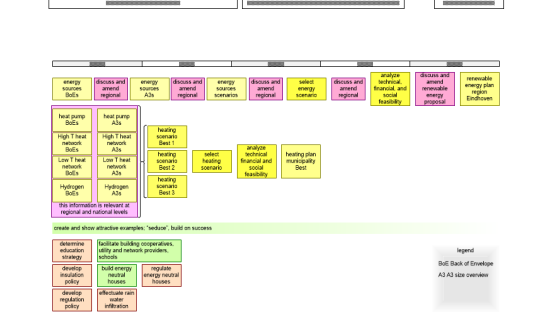 energy
sources
BoEs
discuss and
amend
regional
energy
sources
A3s
discuss and
amend
regional
energy
sources
scenarios
discuss and
amend
regional
select
energy
scenario
discuss and
amend
regional
analyze
technical,
financial, and
social
feasibility
discuss and
amend
renewable
energy
proposal
renewable
energy plan
region
Eindhoven
heat pump
BoEs
heat pump
A3s
High T heat
network
BoEs
High T heat
network
A3s
Low T heat
network
BoEs
Low T heat
network
A3s
Hydrogen
BoEs
Hydrogen
A3s
this information is relevant at
regional and national levels
heating
scenario
Best 1
heating
scenario
Best 2
heating
scenario
Best 3
select
heating
scenario
analyze
technical
financial and
social
feasibility
heating plan
municipality
Best
create and show attractive examples; "seduce", build on success
determine
education
strategy
facilitate building cooperatives,
utility and network providers,
schools
develop
insulation
policy
build energy
neutral
houses
regulate
energy neutral
houses
develop
regulation
policy
effectuate rain
water
infiltration
legend
BoE Back of Envelope
A3 A3 size overview